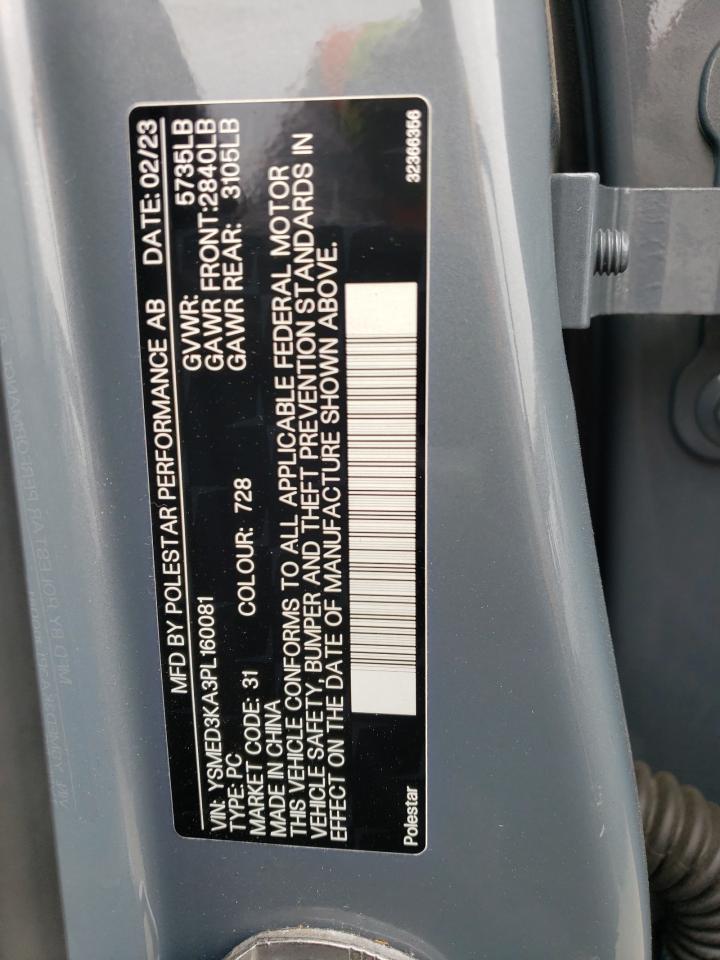 MFD BY POLESTAR PERFORMANCE AB DATE: 02/23
GVWR: 5735LB
VIN: YSMED3KA3PL160081 GAWR FRONT:2840LB
TYPE: PC GAWR REAR: 3105LB
MARKET CODE: 31 COLOUR: 728
MADE IN CHINA
THIS VEHICLE CONFORMS TO ALL APPLICABLE FEDERAL MOTOR
VEHICLE SAFETY, BUMPER AND THEFT PREVENTION STANDARDS IN
EFFECT ON THE DATE OF MANUFACTURE SHOWN ABOVE.
Polestar 32366356